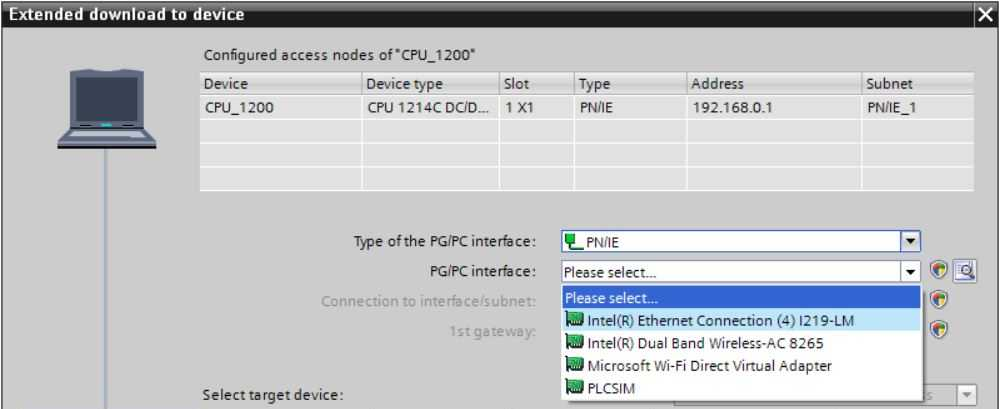 Extended download to device
Configured access nodes of "CPU_1200"
Device Device type Slot Type Address Subnet
CPU_1200 CPU 1214C DC/D... 1 X1 PN/IE 192.168.0.1 PN/IE_1
Type of the PG/PC interface: PN/IE
PG/PC interface: Please select...
Please select...
Connection to interface/subnet:
Intel(R) Ethernet Connection (4) I219-LM
1st gateway:
Intel(R) Dual Band Wireless-AC 8265
Microsoft Wi-Fi Direct Virtual Adapter
PLCSIM
Select target device: